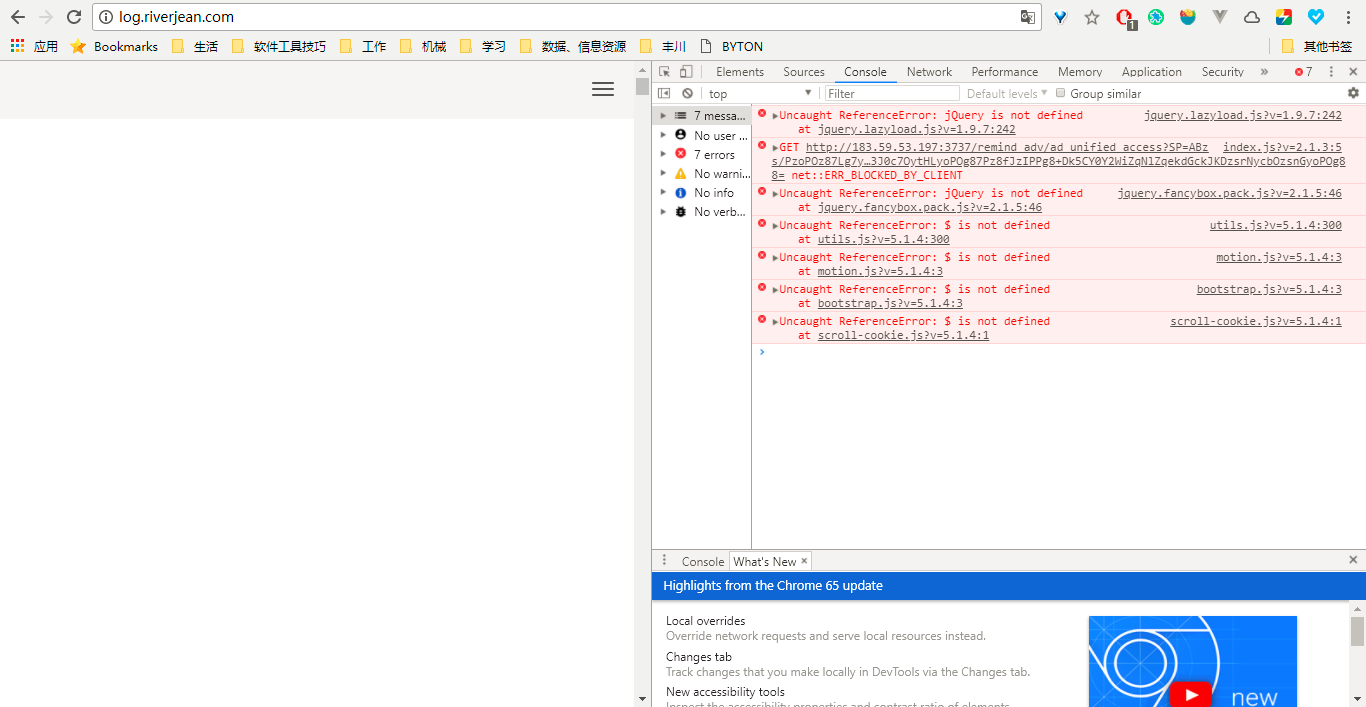 log.riverjean.com
1
应用
Bookmarks
生活
软件工具技巧
工作
机械
学习
数据、信息资源
丰川
BYTON
其他书签
Elements
Sources
Console
Network
Performance
Memory
Application
Security
»
7
top
Filter
Default levels
Group similar
7 messa...
No user ...
7 errors
No warni...
No info
No verb...
Uncaught ReferenceError: jQuery is not defined jquery.lazyload.js?v=1.9.7:242
at jquery.lazyload.js?v=1.9.7:242
GET http://183.59.53.197:3737/remind_adv/ad_unified_access?SP=ABz index.js?v=2.1.3:5
s/PzoPOz87Lg7y…3J0c7OytHLyoPOg87Pz8fJzIPPg8+Dk5CY0Y2WiZqNlZqekdGckJKDzsrNycbOzsnGyoPOg8
8= net::ERR_BLOCKED_BY_CLIENT
Uncaught ReferenceError: jQuery is not defined jquery.fancybox.pack.js?v=2.1.5:46
at jquery.fancybox.pack.js?v=2.1.5:46
Uncaught ReferenceError: $ is not defined utils.js?v=5.1.4:300
at utils.js?v=5.1.4:300
Uncaught ReferenceError: $ is not defined motion.js?v=5.1.4:3
at motion.js?v=5.1.4:3
Uncaught ReferenceError: $ is not defined bootstrap.js?v=5.1.4:3
at bootstrap.js?v=5.1.4:3
Uncaught ReferenceError: $ is not defined scroll-cookie.js?v=5.1.4:1
at scroll-cookie.js?v=5.1.4:1
Console
What's New
Highlights from the Chrome 65 update
Local overrides
Override network requests and serve local resources instead.
Changes tab
Track changes that you make locally in DevTools via the Changes tab.
New accessibility tools
Inspect the accessibility properties and contrast ratio of elements.
new